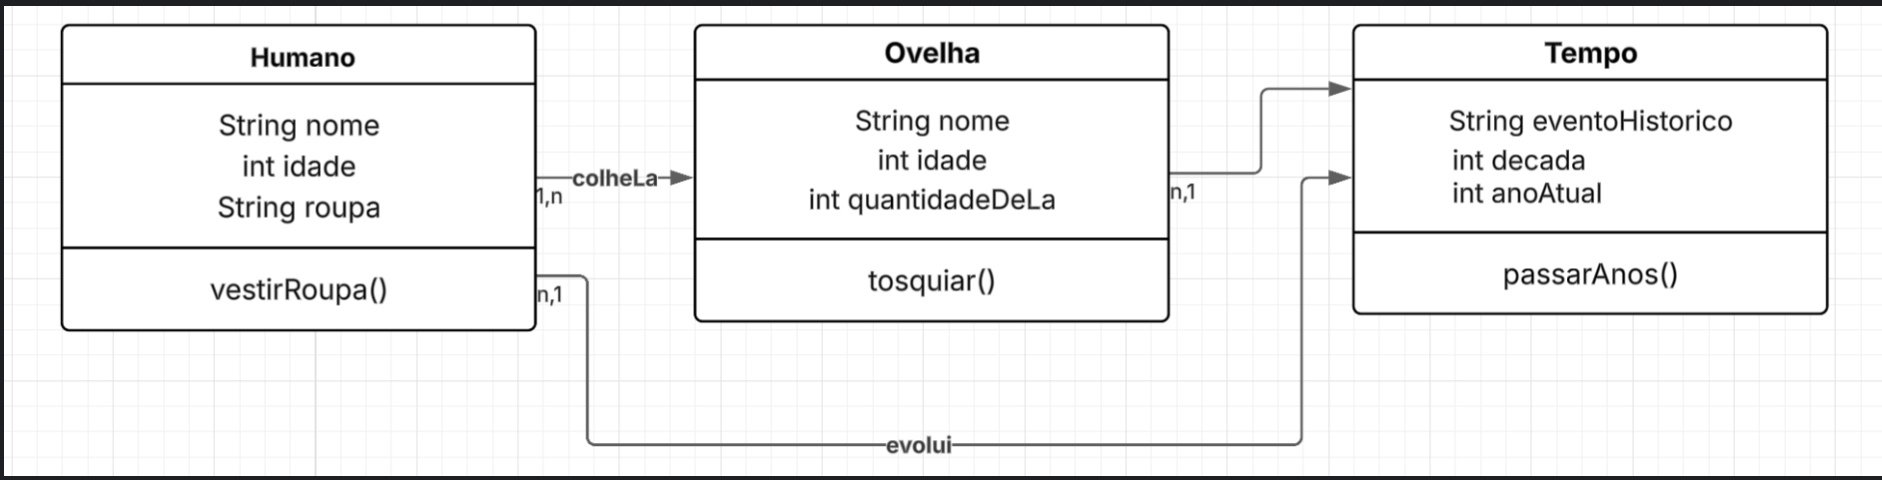 Humano
String nome
int idade
String roupa
vestirRoupa()
1,n
colheLa
n,1
Ovelha
String nome
int idade
int quantidadeDeLa
tosquiar()
n,1
evolui
Tempo
String eventoHistorico
int decada
int anoAtual
passarAnos()